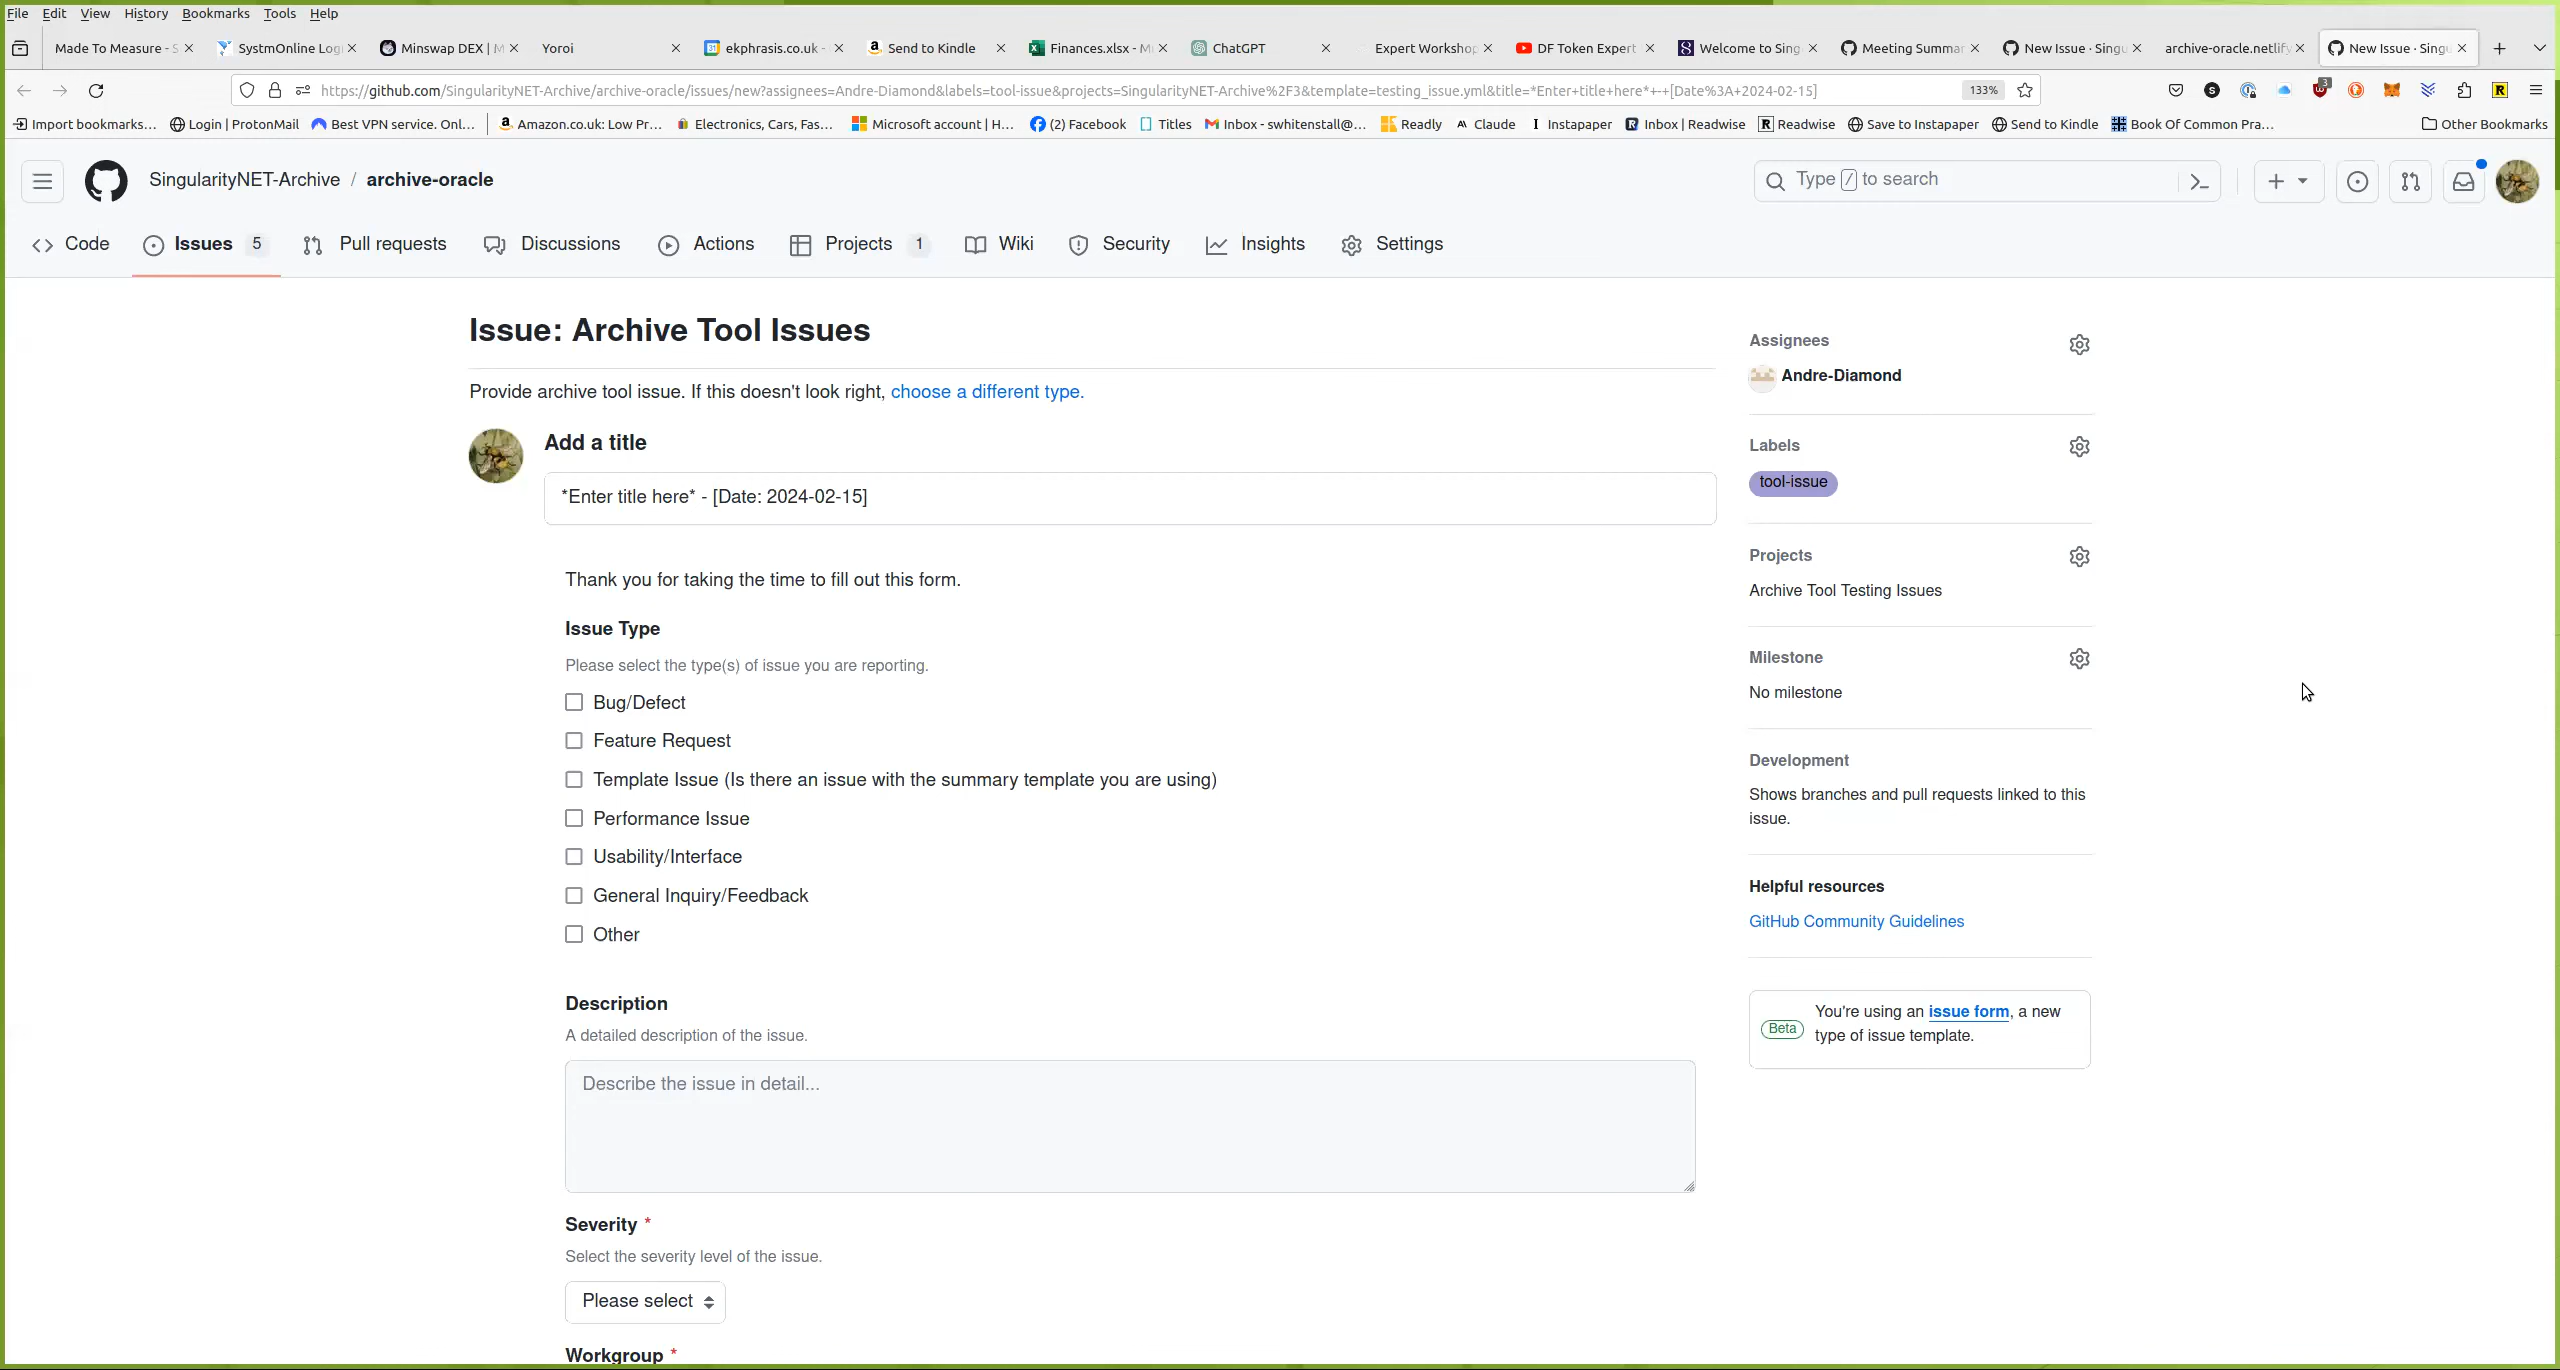 File Edit View History Bookmarks Tools Help
Made To Measure - S SystmOnline Log Minswap DEX | M Yoroi ekphrasis.co.uk - Send to Kindle Finances.xlsx - Mi ChatGPT Expert Workshop DF Token Expert Welcome to Sing Meeting Summar New Issue · Singu archive-oracle.netlify New Issue · Singu
https://github.com/SingularityNET-Archive/archive-oracle/issues/new?assignees=Andre-Diamond&labels=tool-issue&projects=SingularityNET-Archive%2F3&template=testing_issue.yml&title=*Enter+title+here*+-+[Date%3A+2024-02-15] 133% 3
Import bookmarks... Login | ProtonMail Best VPN service. Onl... Amazon.co.uk: Low Pr... Electronics, Cars, Fas... Microsoft account | H... (2) Facebook Titles Inbox - swhitenstall@... Readly Claude Instapaper Inbox | Readwise Readwise Save to Instapaper Send to Kindle Book Of Common Pra... Other Bookmarks
SingularityNET-Archive / archive-oracle Type / to search
Code Issues 5 Pull requests Discussions Actions Projects 1 Wiki Security Insights Settings
Issue: Archive Tool Issues
Provide archive tool issue. If this doesn't look right, choose a different type.
Add a title
*Enter title here* - [Date: 2024-02-15]
Thank you for taking the time to fill out this form.
Issue Type
Please select the type(s) of issue you are reporting.
Bug/Defect
Feature Request
Template Issue (Is there an issue with the summary template you are using)
Performance Issue
Usability/Interface
General Inquiry/Feedback
Other
Description
A detailed description of the issue.
Describe the issue in detail...
Severity *
Select the severity level of the issue.
Please select
Workgroup *
Assignees
Andre-Diamond
Labels
tool-issue
Projects
Archive Tool Testing Issues
Milestone
No milestone
Development
Shows branches and pull requests linked to this
issue.
Helpful resources
GitHub Community Guidelines
Beta
You're using an issue form, a new
type of issue template.